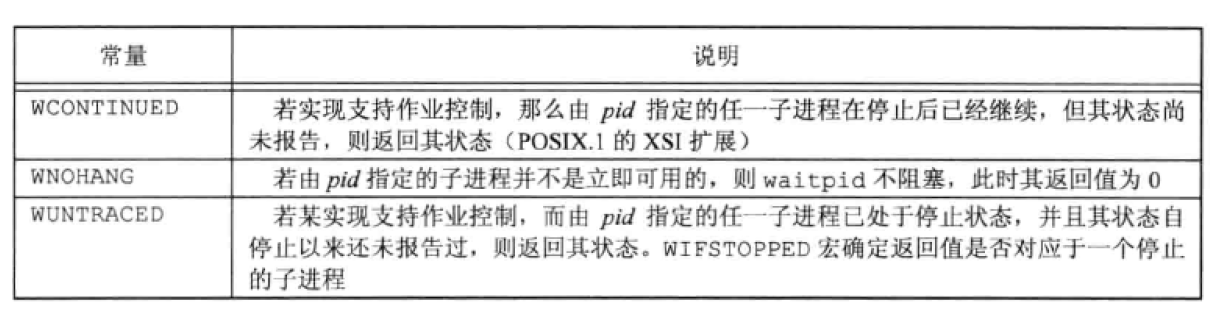 常量 说明
WCONTINUED 若实现支持作业控制，那么由 pid 指定的任一子进程在停止后已经继续，但其状态尚
未报告，则返回其状态（POSIX.1 的 XSI 扩展）
WNOHANG 若由 pid 指定的子进程并不是立即可用的，则 waitpid 不阻塞，此时其返回值为 0
WUNTRACED 若某实现支持作业控制，而由 pid 指定的任一子进程已处于停止状态，并且其状态自
停止以来还未报告过，则返回其状态。WIFSTOPPED 宏确定返回值是否对应于一个停止
的子进程